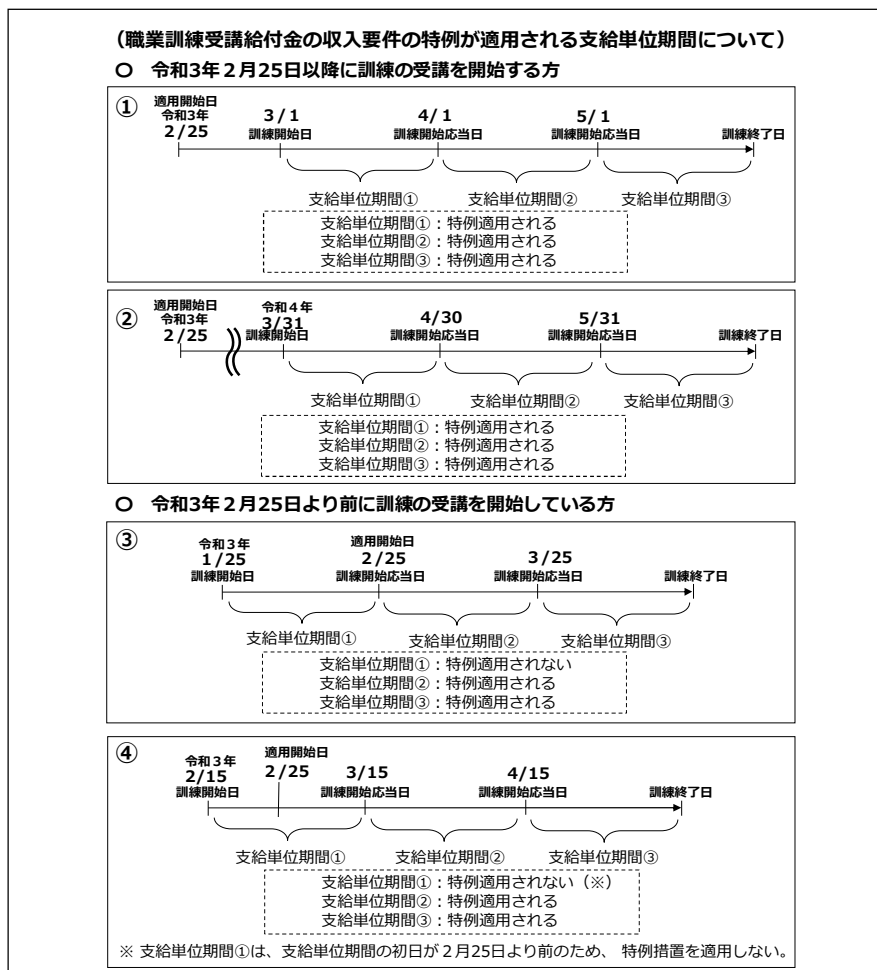 (職業訓練受講給付金の収入要件の特例が適用される支給単位期間について)
〇 令和3年２月25日以降に訓練の受講を開始する方
①
適用開始日
令和3年
2/25
3/1
訓練開始日
4/1
訓練開始応当日
5/1
訓練開始応当日
訓練終了日
支給単位期間① 支給単位期間② 支給単位期間③
支給単位期間①：特例適用される
支給単位期間②：特例適用される
支給単位期間③：特例適用される
②
適用開始日
令和3年
2/25
令和４年
3/31
訓練開始日
4/30
訓練開始応当日
5/31
訓練開始応当日
訓練終了日
支給単位期間① 支給単位期間② 支給単位期間③
支給単位期間①：特例適用される
支給単位期間②：特例適用される
支給単位期間③：特例適用される
〇 令和3年２月25日より前に訓練の受講を開始している方
③
令和３年
1/25
訓練開始日
適用開始日
2/25
訓練開始応当日
3/25
訓練開始応当日
訓練終了日
支給単位期間① 支給単位期間② 支給単位期間③
支給単位期間①：特例適用されない
支給単位期間②：特例適用される
支給単位期間③：特例適用される
④
令和３年
2/15
訓練開始日
適用開始日
2/25
3/15
訓練開始応当日
4/15
訓練開始応当日
訓練終了日
支給単位期間① 支給単位期間② 支給単位期間③
支給単位期間①：特例適用されない（※）
支給単位期間②：特例適用される
支給単位期間③：特例適用される
※ 支給単位期間①は、支給単位期間の初日が２月25日より前のため、 特例措置を適用しない。